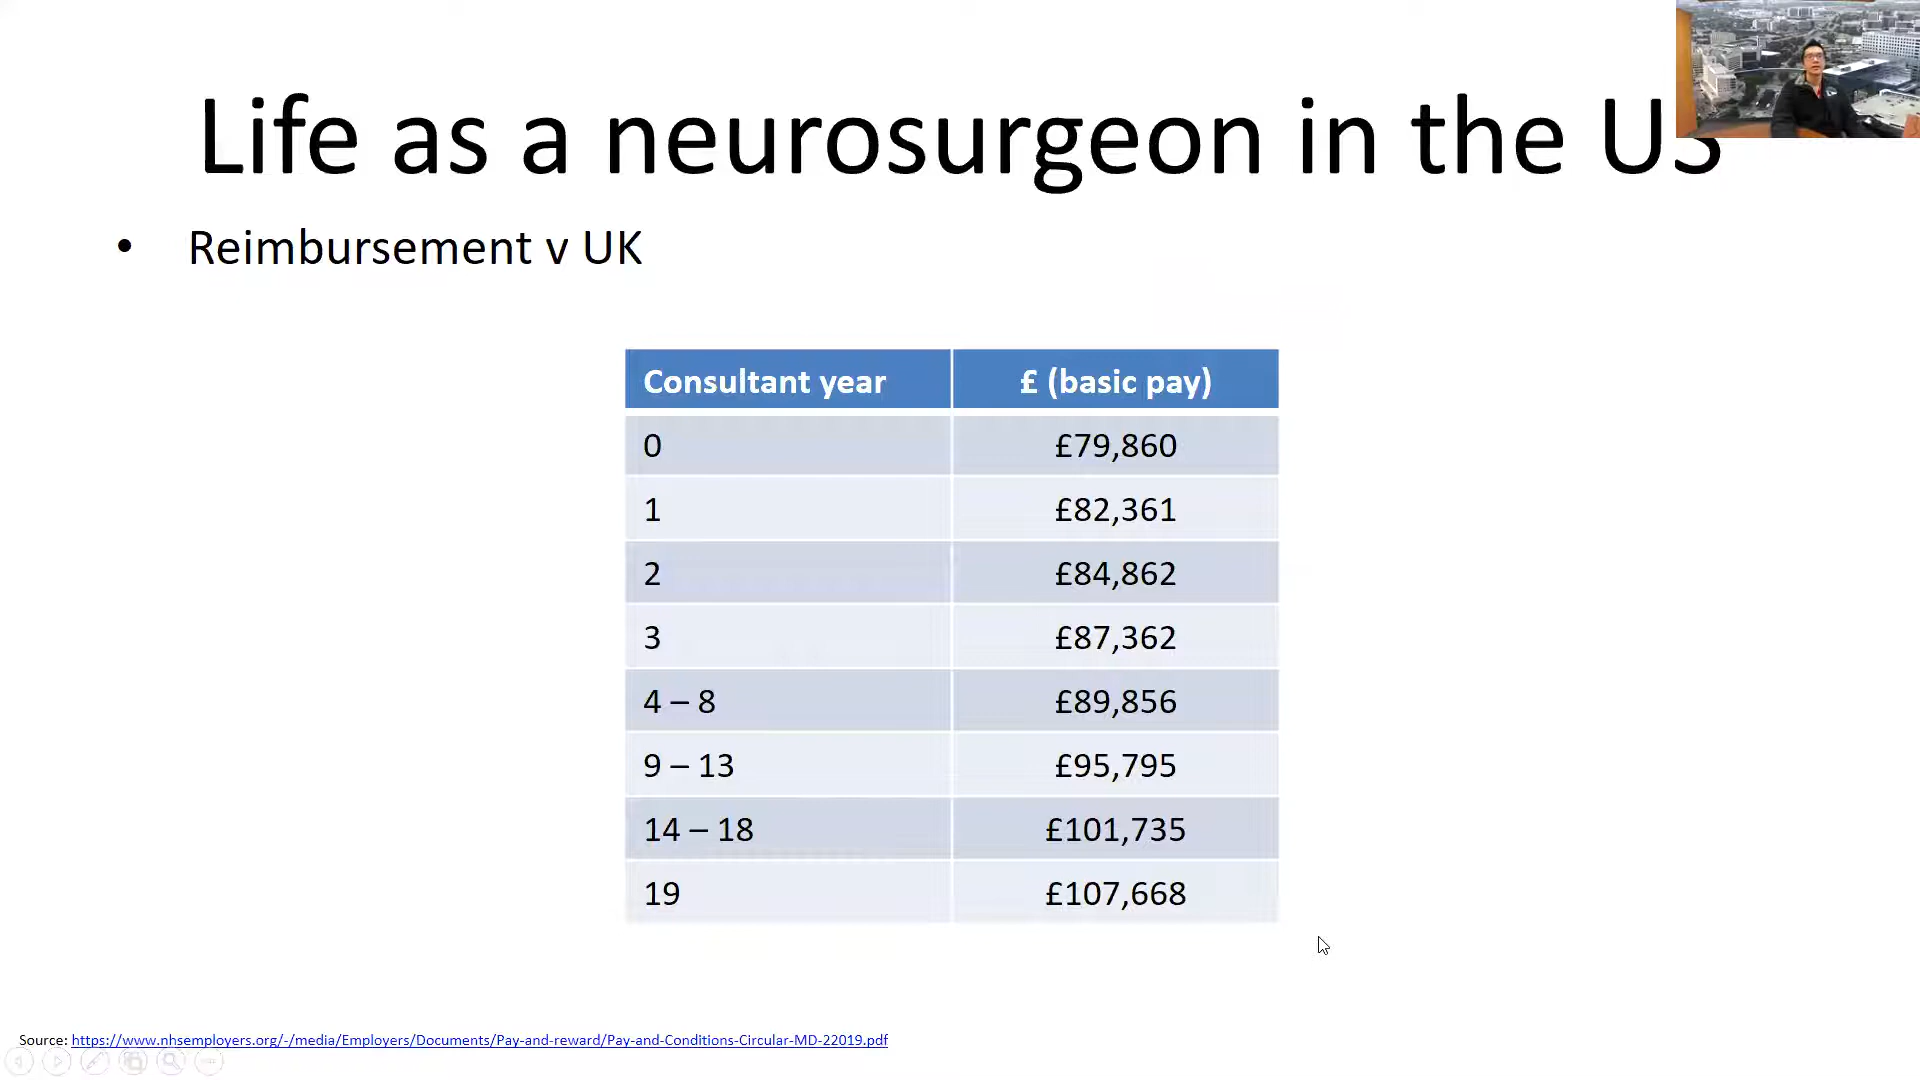 Life as a neurosurgeon in the US
• Reimbursement v UK
Consultant year £ (basic pay)
0 £79,860
1 £82,361
2 £84,862
3 £87,362
4 – 8 £89,856
9 – 13 £95,795
14 – 18 £101,735
19 £107,668
Source: https://www.nhsemployers.org/-/media/Employers/Documents/Pay-and-reward/Pay-and-Conditions-Circular-MD-22019.pdf